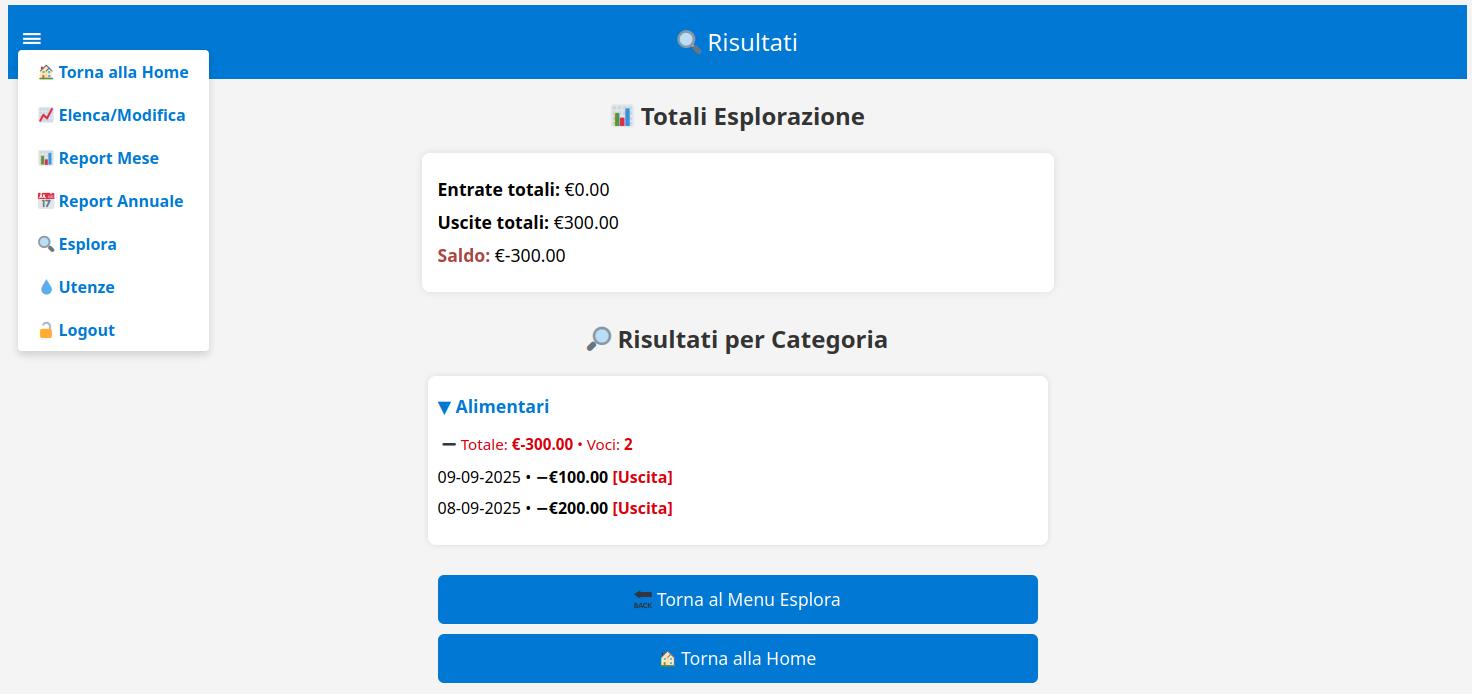 Risultati
Torna alla Home
Elenca/Modifica
Report Mese
Report Annuale
Esplora
Utenze
Logout
Totali Esplorazione
Entrate totali: €0.00
Uscite totali: €300.00
Saldo: €-300.00
Risultati per Categoria
▼ Alimentari
➖ Totale: €-300.00 • Voci: 2
09-09-2025 • −€100.00 [Uscita]
08-09-2025 • −€200.00 [Uscita]
BACK Torna al Menu Esplora
Torna alla Home